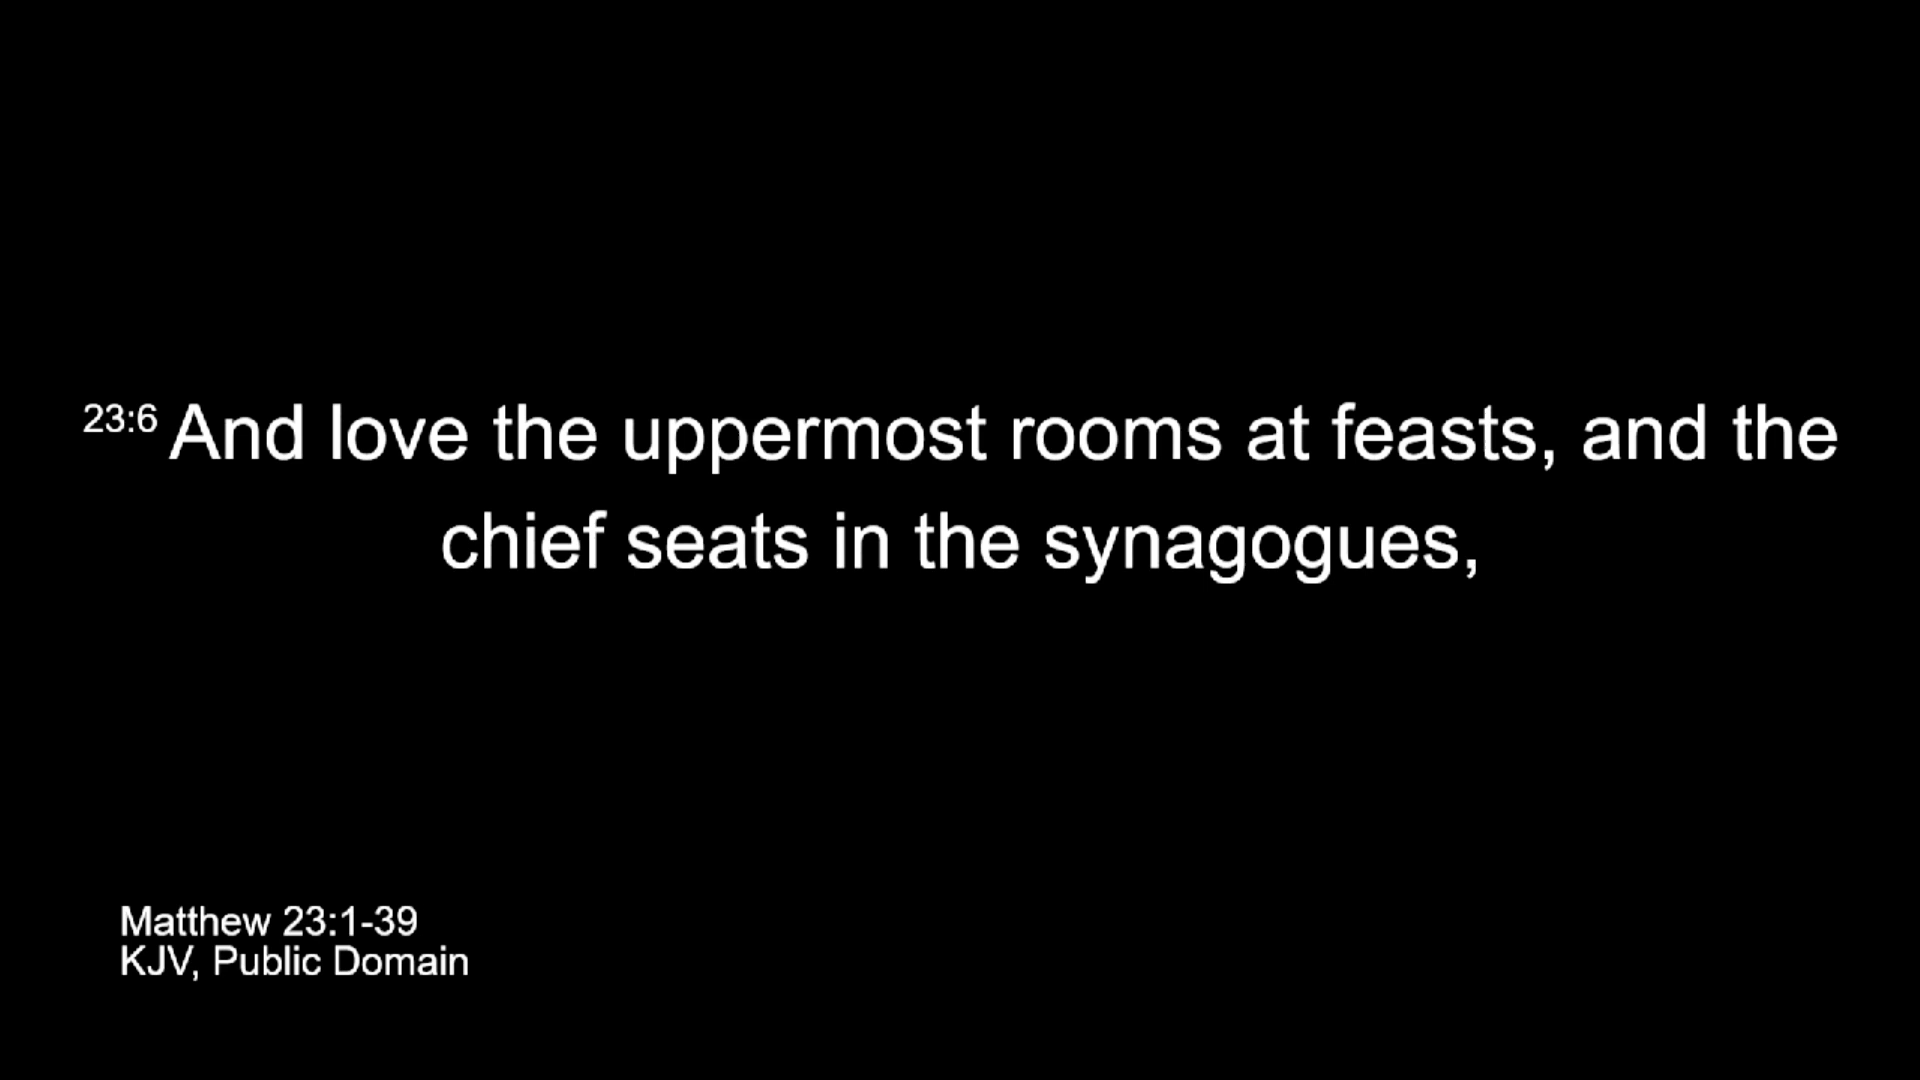 23:6 And love the uppermost rooms at feasts, and the
chief seats in the synagogues,
Matthew 23:1-39
KJV, Public Domain